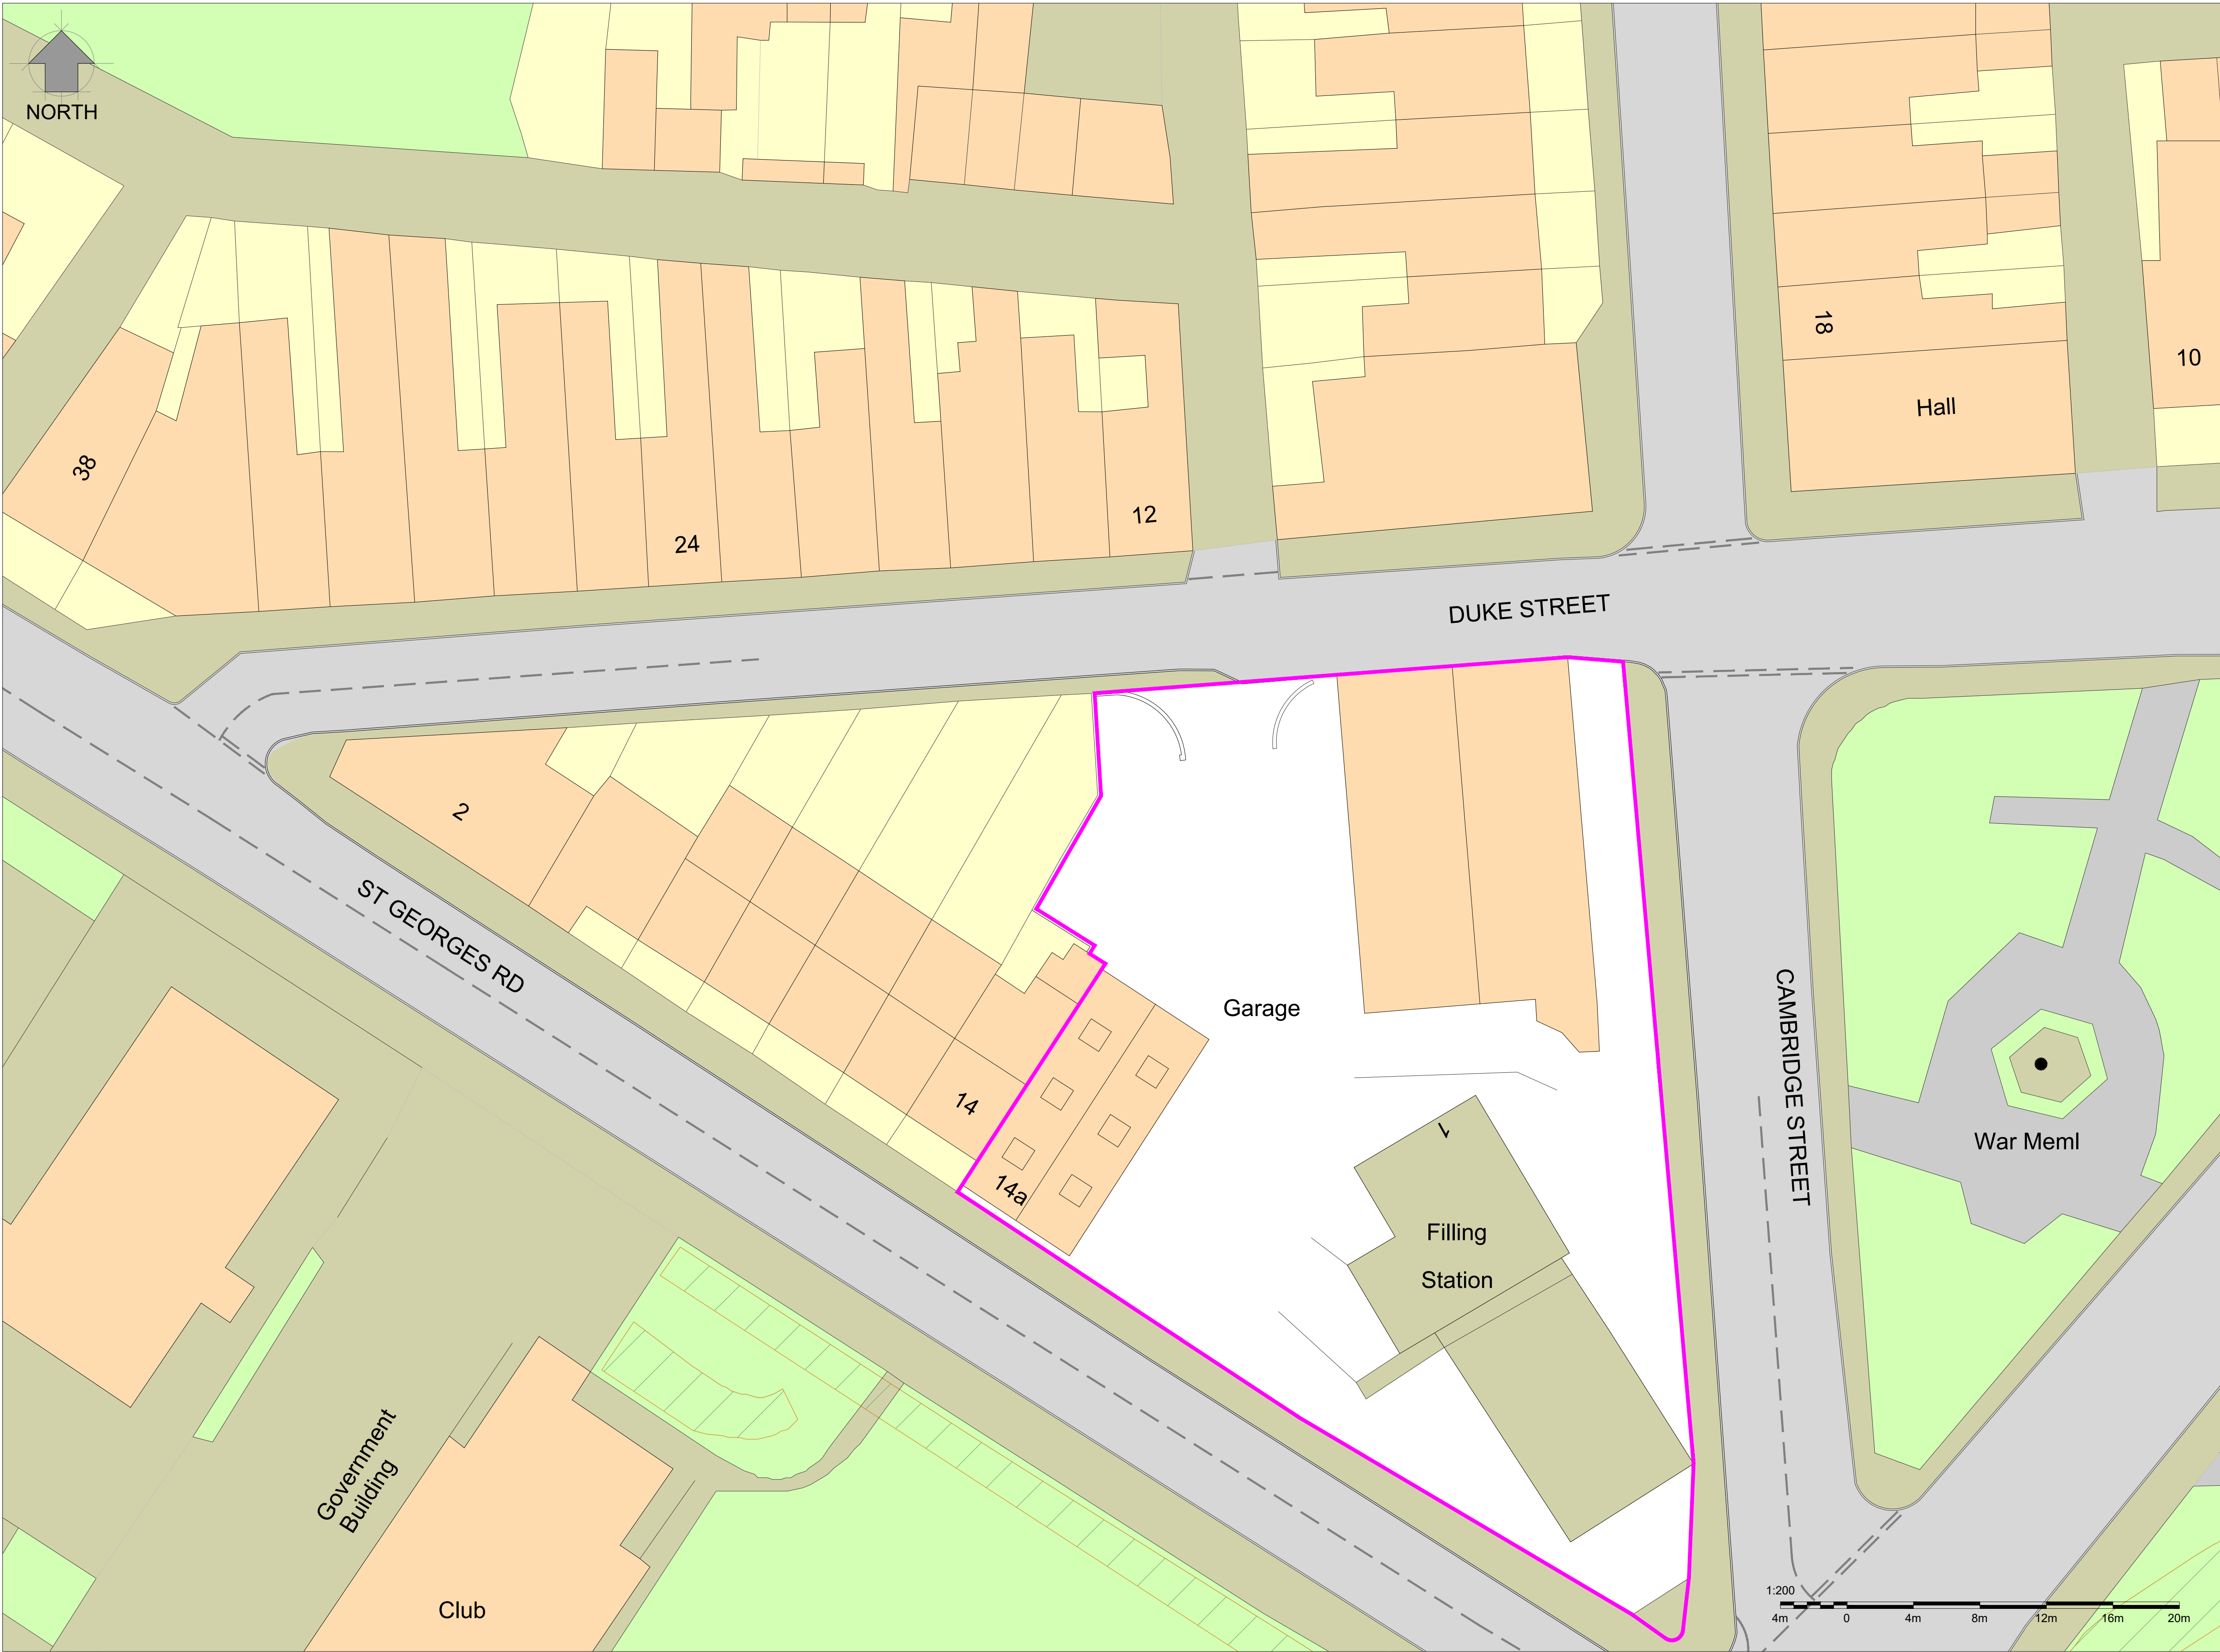 NORTH
18
10
Hall
38
12
24
DUKE STREET
2
ST GEORGES RD
Garage
CAMBRIDGE STREET
14
1
War Meml
14a
Filling
Station
Government
Building
Club
1:200
4m 0 4m 8m 12m 16m 20m